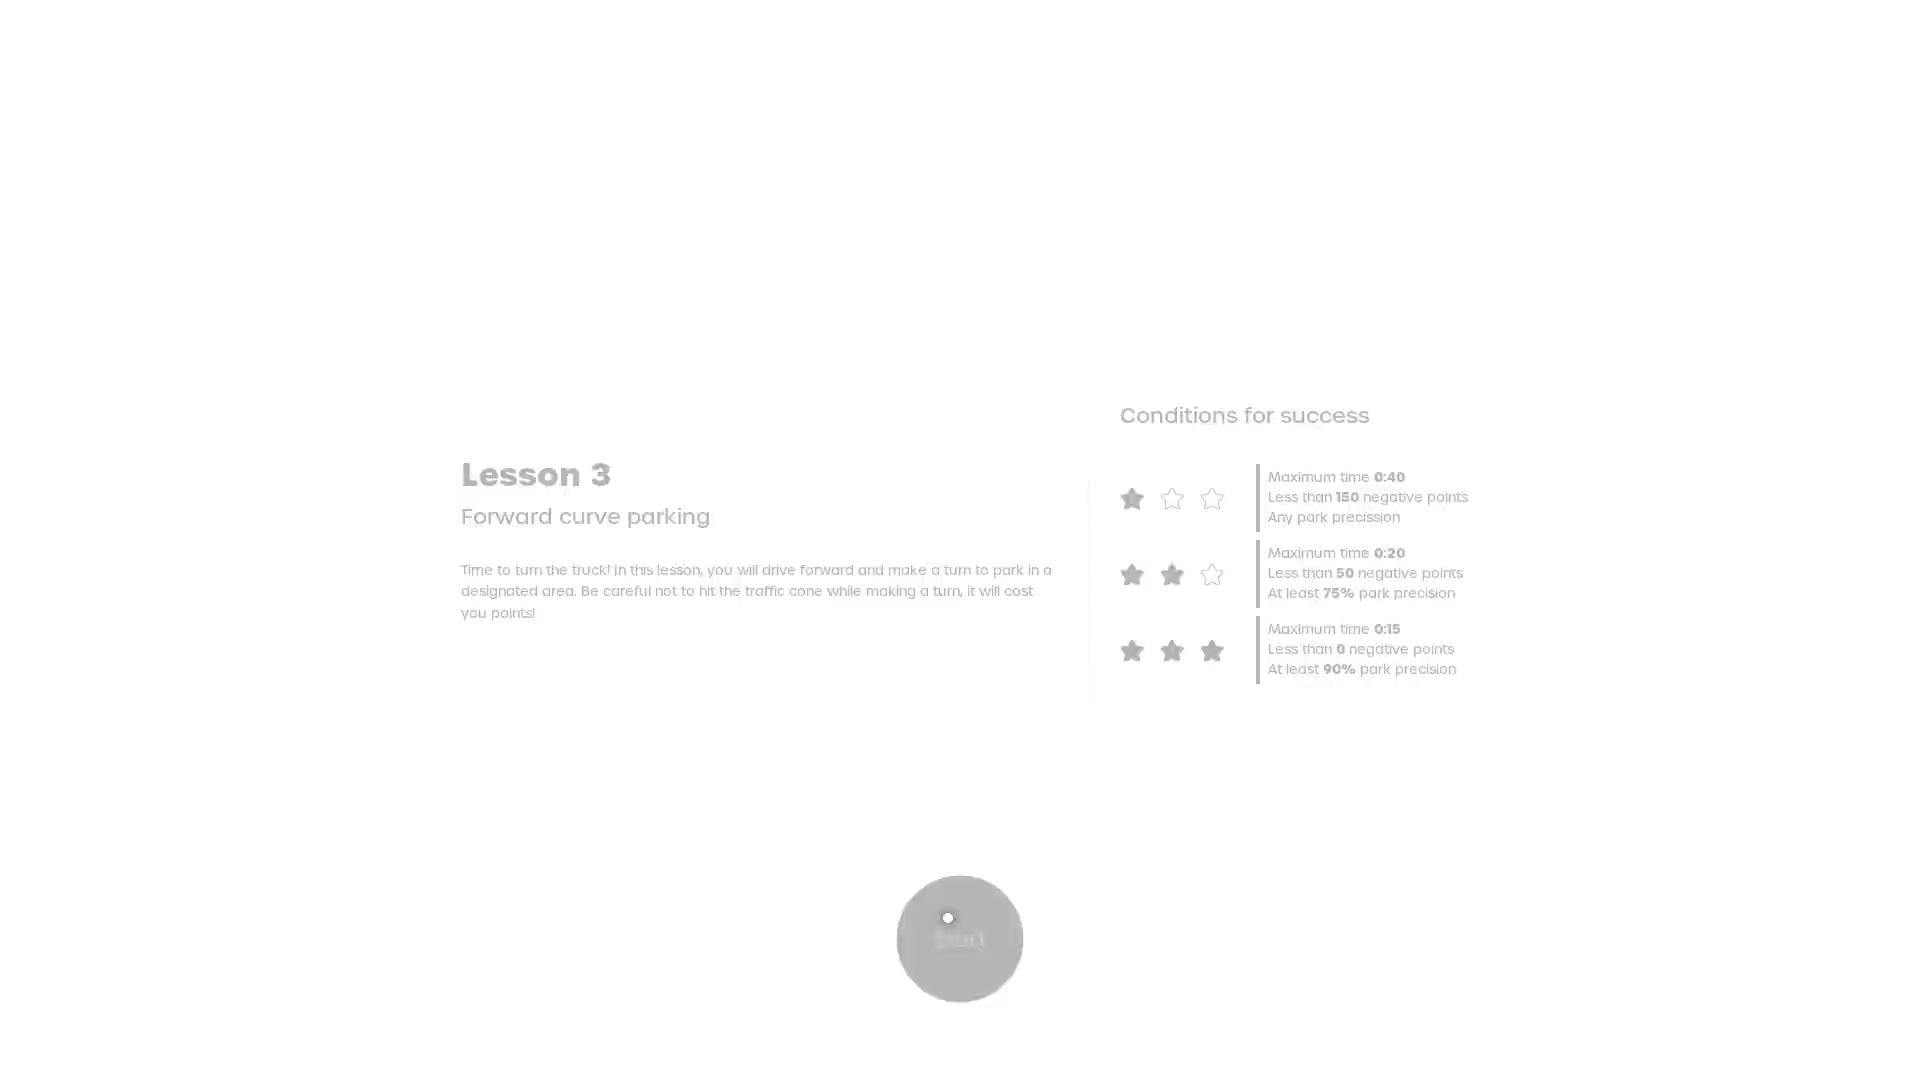 Conditions for success
Lesson 3
Forward curve parking
Time to turn the truck! In this lesson, you will drive forward and make a turn to park in a
designated area. Be careful not to hit the traffic cone while making a turn, it will cost
you points!
Maximum time 0:40
Less than 150 negative points
Any park precission
Maximum time 0:20
Less than 50 negative points
At least 75% park precision
Maximum time 0:15
Less than 0 negative points
At least 90% park precision